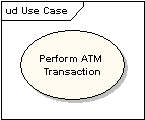 ud Use Case
Perform ATM
Transaction